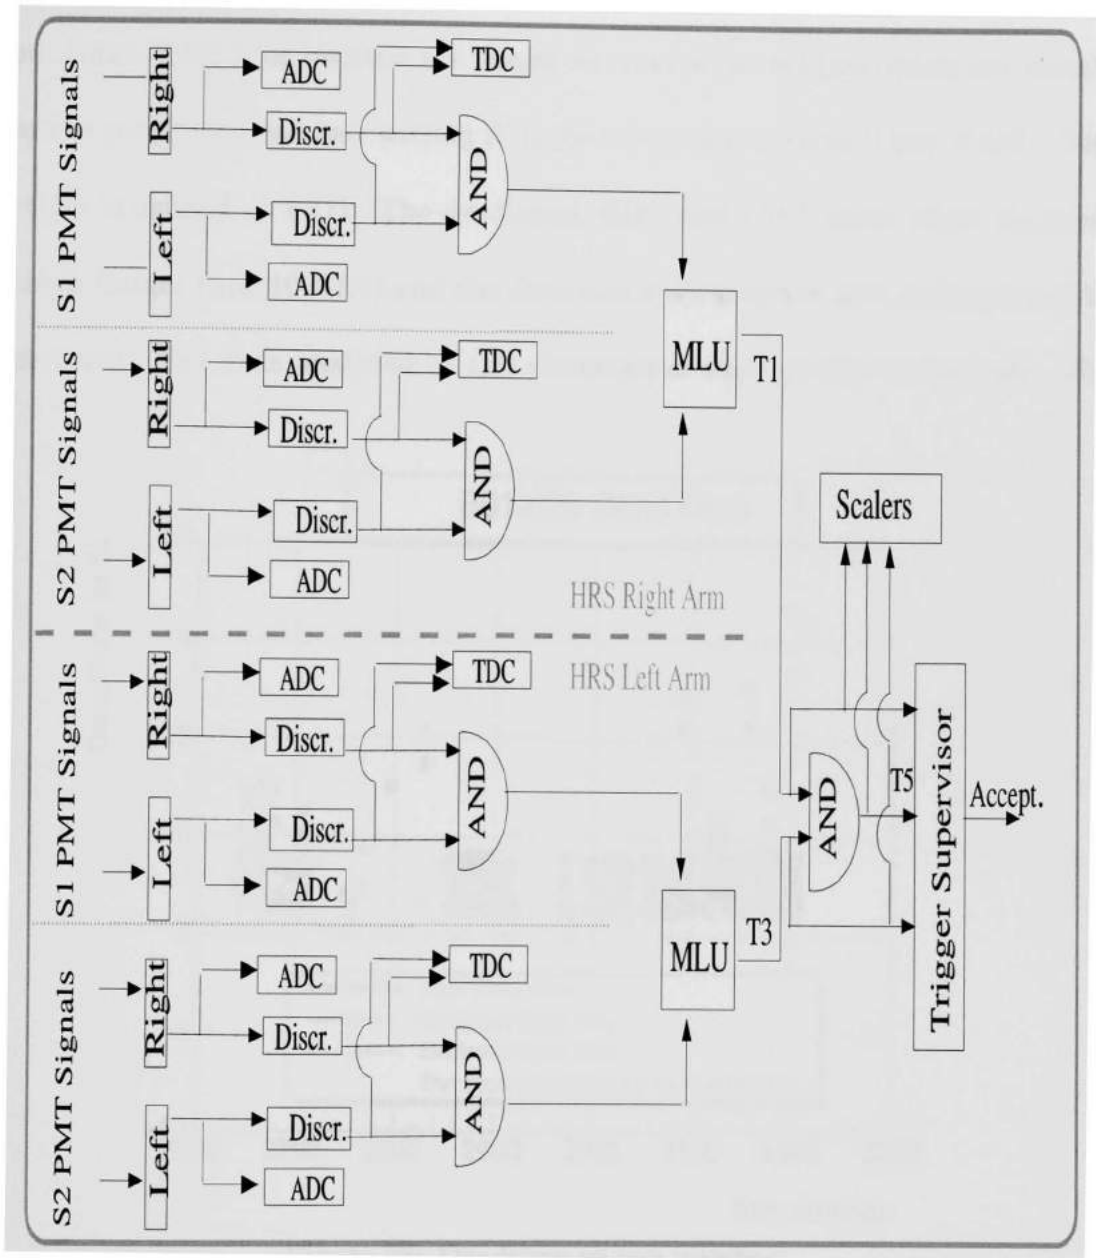 S1 PMT Signals
Right
ADC
TDC
Discr.
AND
Left
Discr.
ADC
S2 PMT Signals
Right
ADC
TDC
Discr.
AND
Left
Discr.
ADC
MLU
T1
HRS Right Arm
Scalers
HRS Left Arm
S1 PMT Signals
Right
ADC
TDC
Discr.
AND
Left
Discr.
ADC
S2 PMT Signals
Right
ADC
TDC
Discr.
AND
Left
Discr.
ADC
MLU
T3
AND
T5
Trigger Supervisor
Accept.